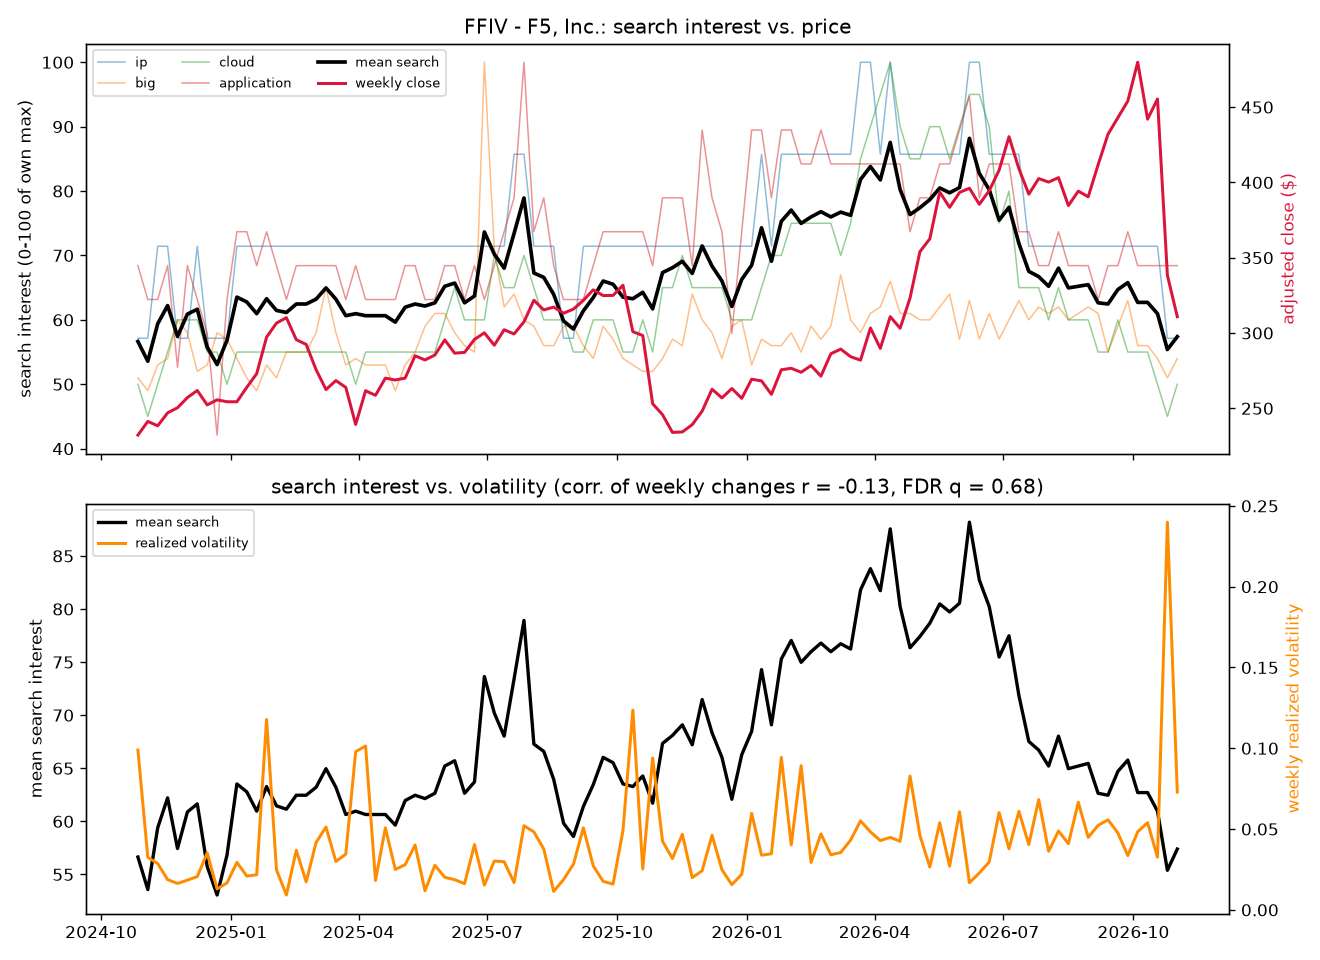 FFIV - F5, Inc.: search interest vs. price
ip
big
cloud
application
mean search
weekly close
100
90
80
70
60
50
40
search interest (0-100 of own max)
450
400
350
300
250
adjusted close ($)
search interest vs. volatility (corr. of weekly changes r = -0.13, FDR q = 0.68)
mean search
realized volatility
85
80
75
70
65
60
55
mean search interest
0.25
0.20
0.15
0.10
0.05
0.00
weekly realized volatility
2024-10
2025-01
2025-04
2025-07
2025-10
2026-01
2026-04
2026-07
2026-10